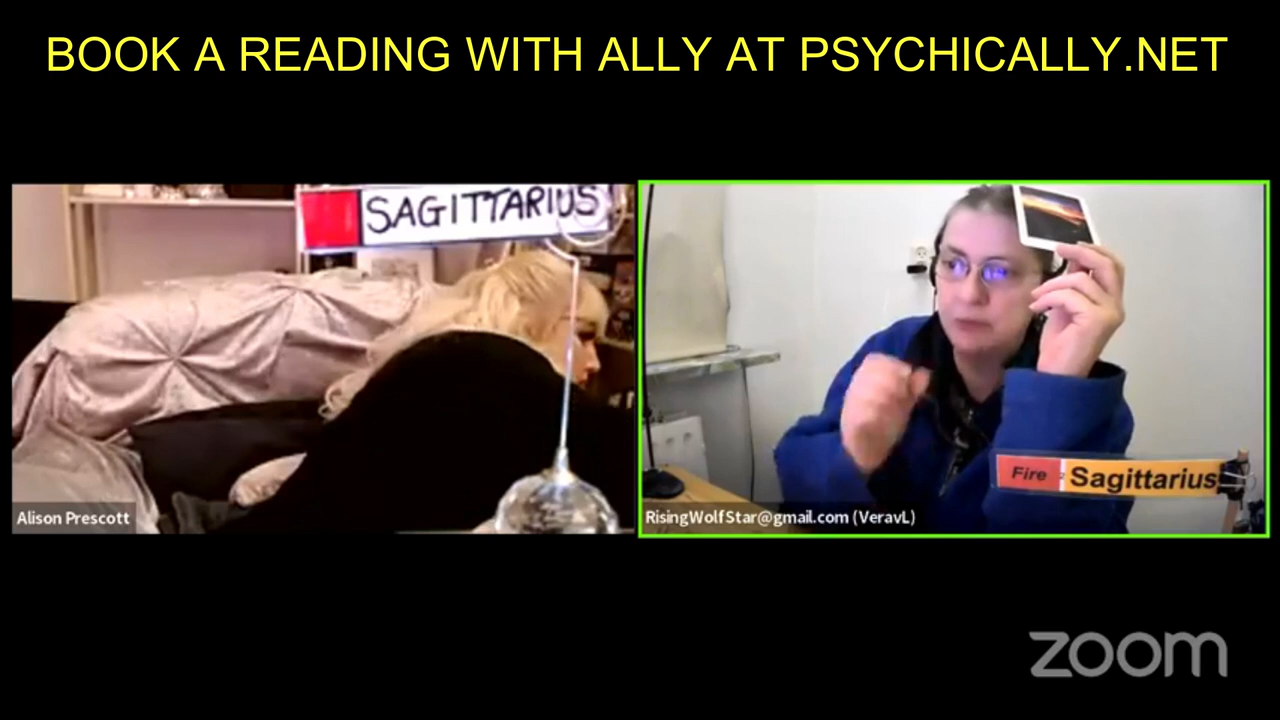 BOOK A READING WITH ALLY AT PSYCHICALLY.NET
SAGITTARIUS
Fire Sagittarius
Alison Prescott
RisingWolfStar@gmail.com (VeravL)
zoom